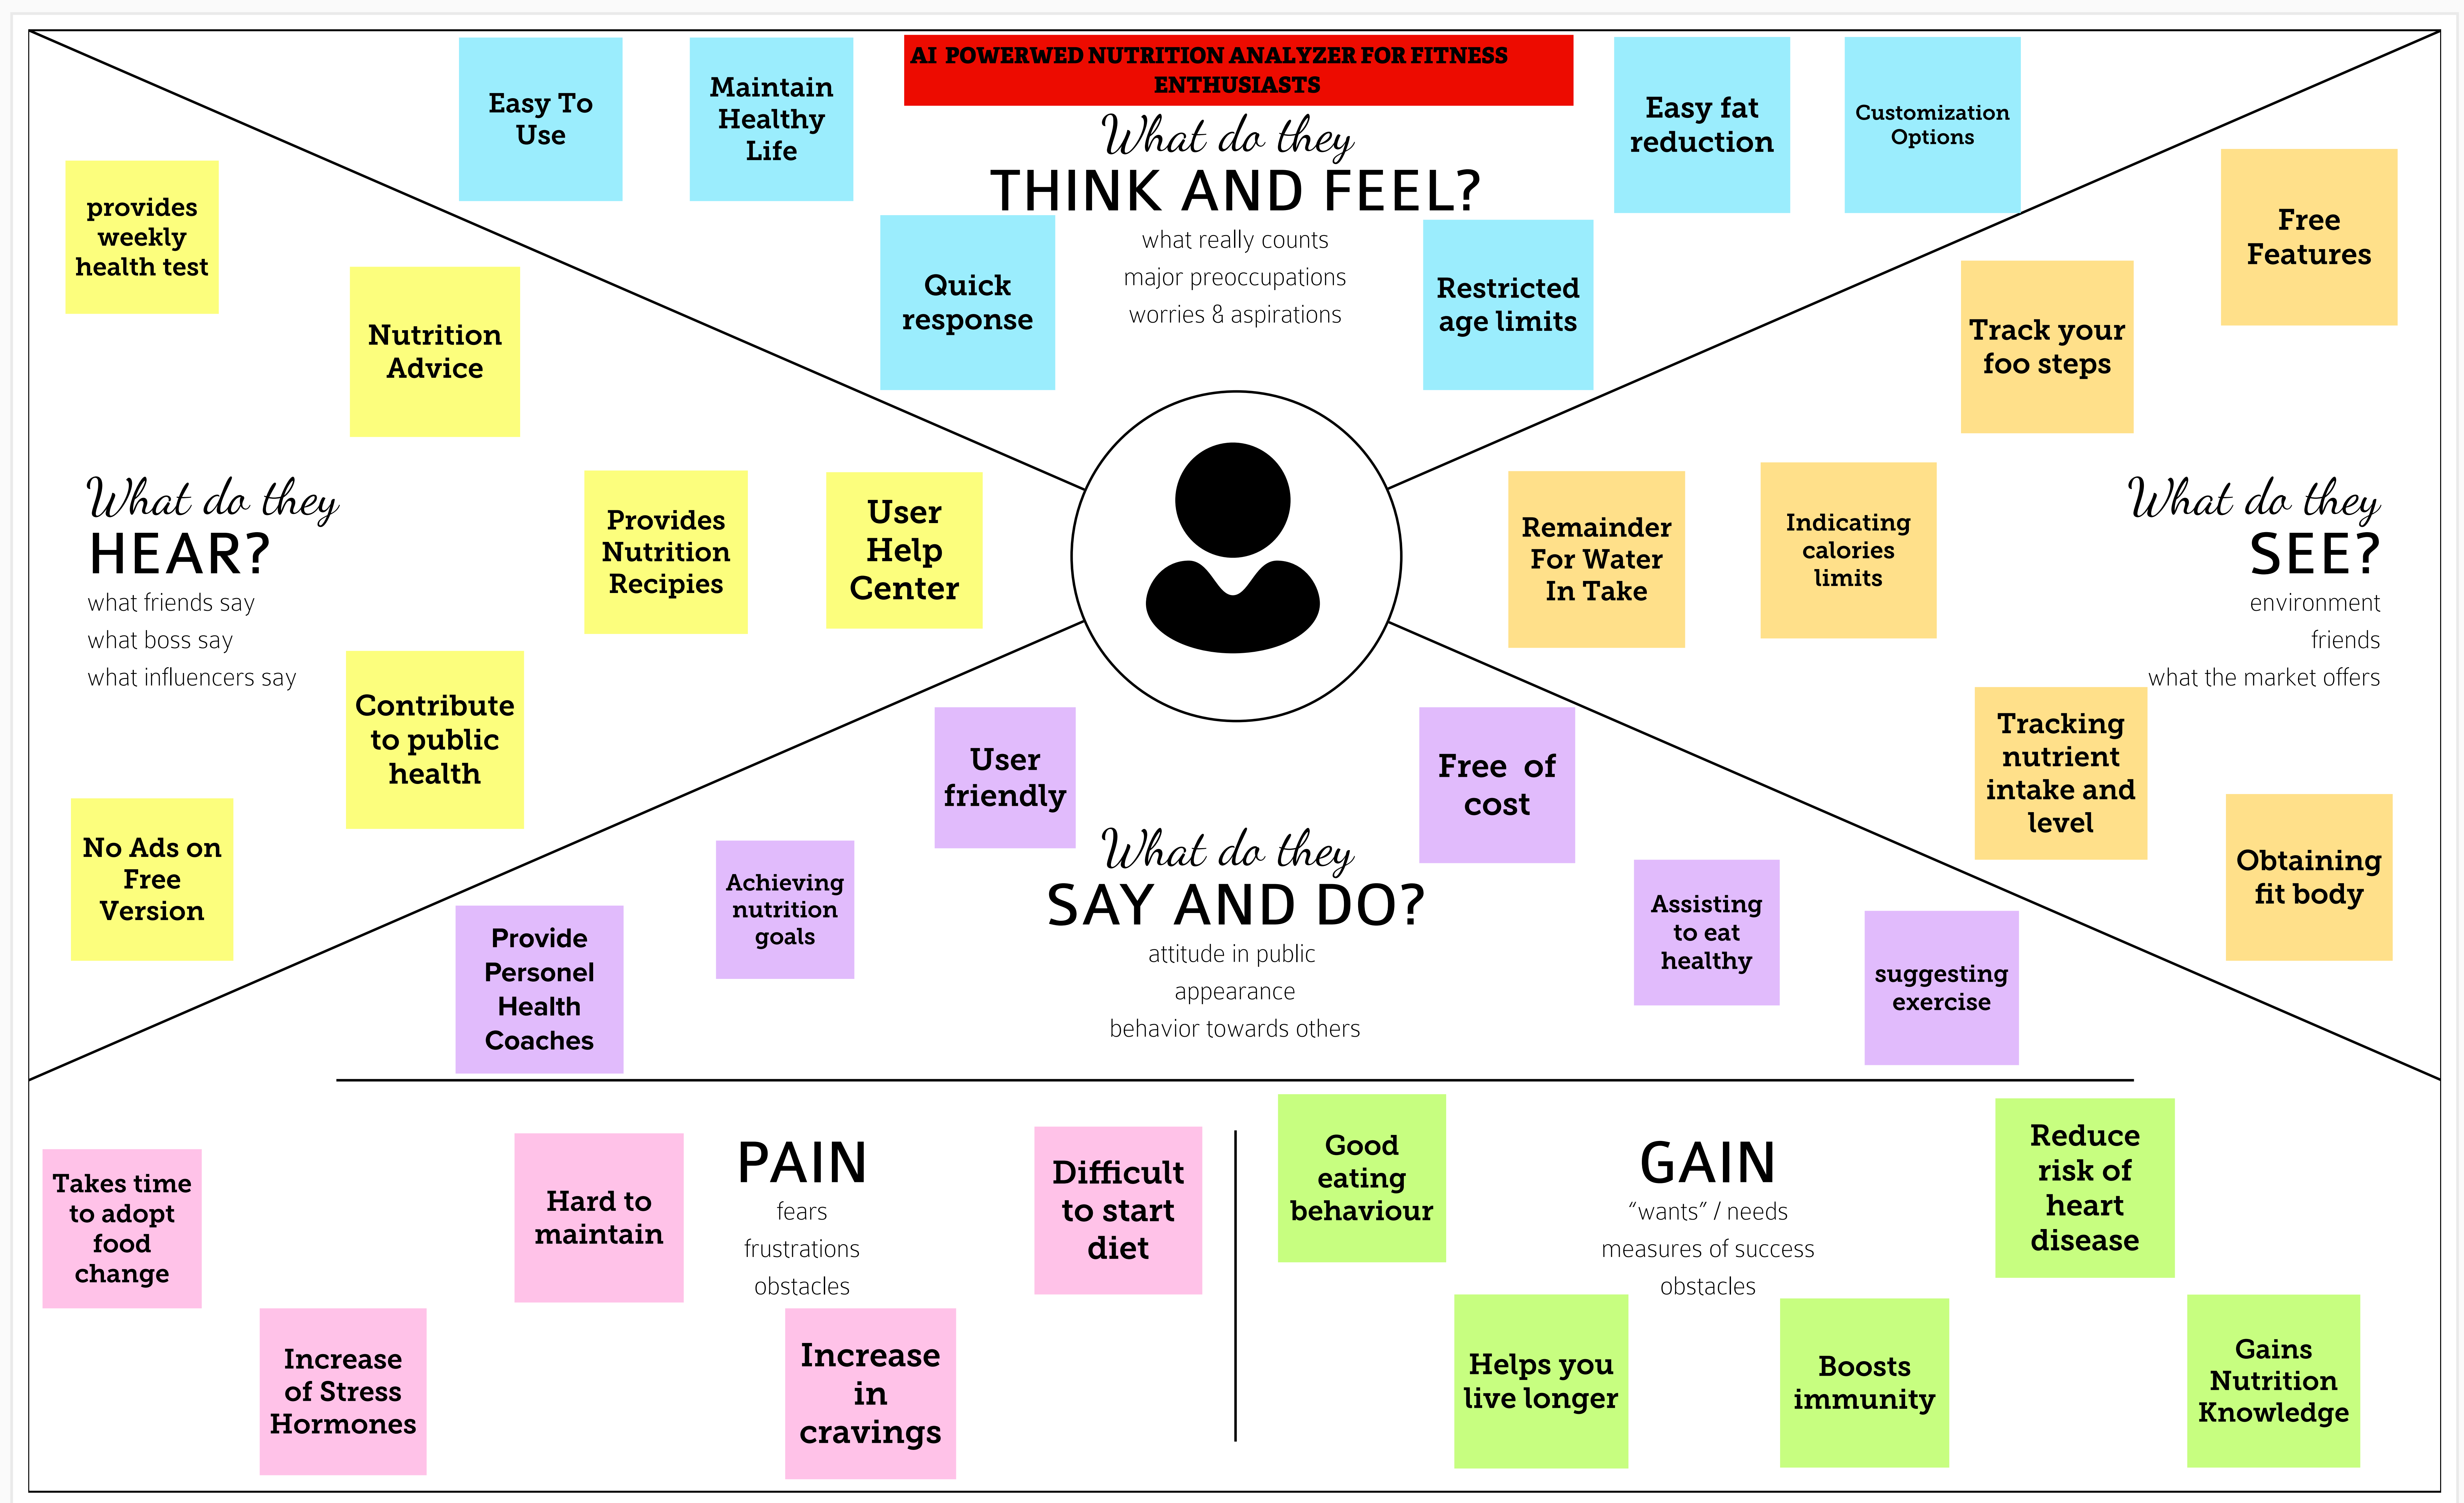 AI POWERWED NUTRITION ANALYZER FOR FITNESS
ENTHUSIASTS
What do they
THINK AND FEEL?
what really counts
major preoccupations
worries & aspirations
Easy To
Use
Maintain
Healthy
Life
Quick
response
Restricted
age limits
Easy fat
reduction
Customization
Options
What do they
HEAR?
what friends say
what boss say
what influencers say
provides
weekly
health test
Nutrition
Advice
Provides
Nutrition
Recipies
User
Help
Center
Contribute
to public
health
No Ads on
Free
Version
What do they
SEE?
environment
friends
what the market offers
Free
Features
Track your
foo steps
Remainder
For Water
In Take
Indicating
calories
limits
Tracking
nutrient
intake and
level
Obtaining
fit body
What do they
SAY AND DO?
attitude in public
appearance
behavior towards others
User
friendly
Free of
cost
Achieving
nutrition
goals
Provide
Personel
Health
Coaches
Assisting
to eat
healthy
suggesting
exercise
PAIN
fears
frustrations
obstacles
Takes time
to adopt
food
change
Hard to
maintain
Difficult
to start
diet
Increase
of Stress
Hormones
Increase
in
cravings
GAIN
“wants” / needs
measures of success
obstacles
Good
eating
behaviour
Reduce
risk of
heart
disease
Helps you
live longer
Boosts
immunity
Gains
Nutrition
Knowledge